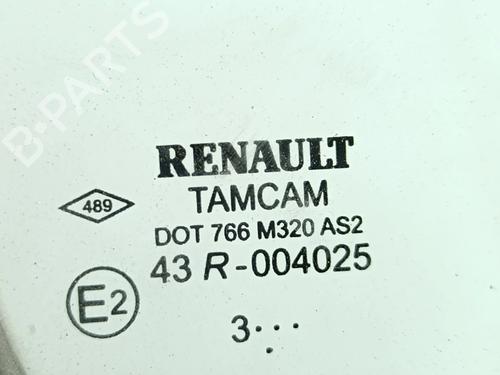 B-PARTS
RENAULT
489
TAMCAM
DOT 766 M320 AS2
43 R-004025
E2
3...